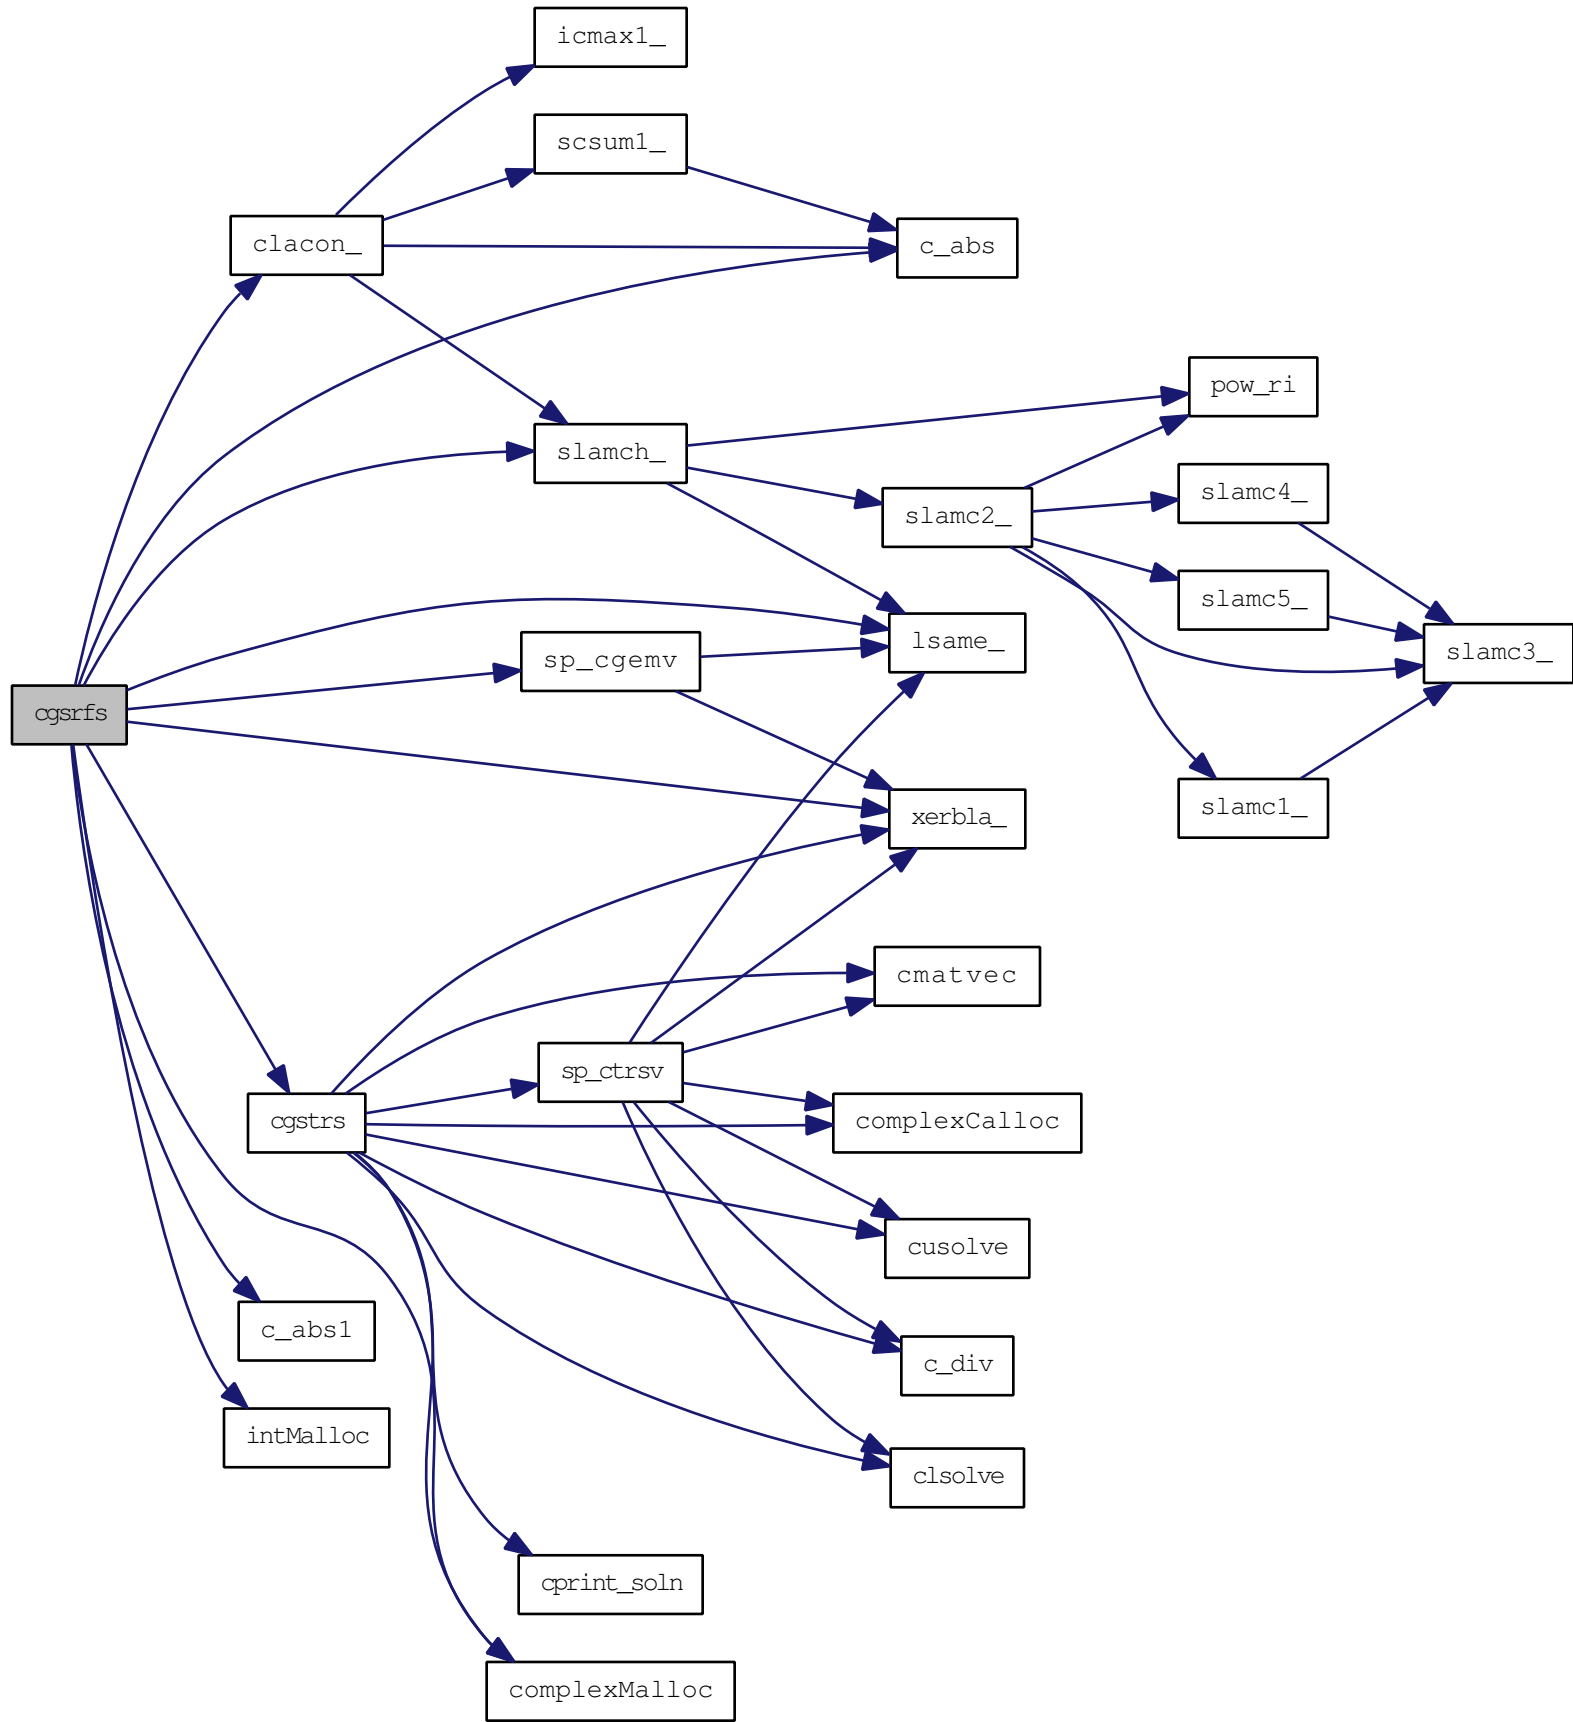 icmax1_
scsum1_
clacon_
c_abs
pow_ri
slamch_
slamc4_
slamc2_
slamc5_
lsame_
slamc3_
sp_cgemv
cgsrfs
slamc1_
xerbla_
cmatvec
sp_ctrsv
cgstrs
complexCalloc
cusolve
c_abs1
c_div
intMalloc
clsolve
cprint_soln
complexMalloc